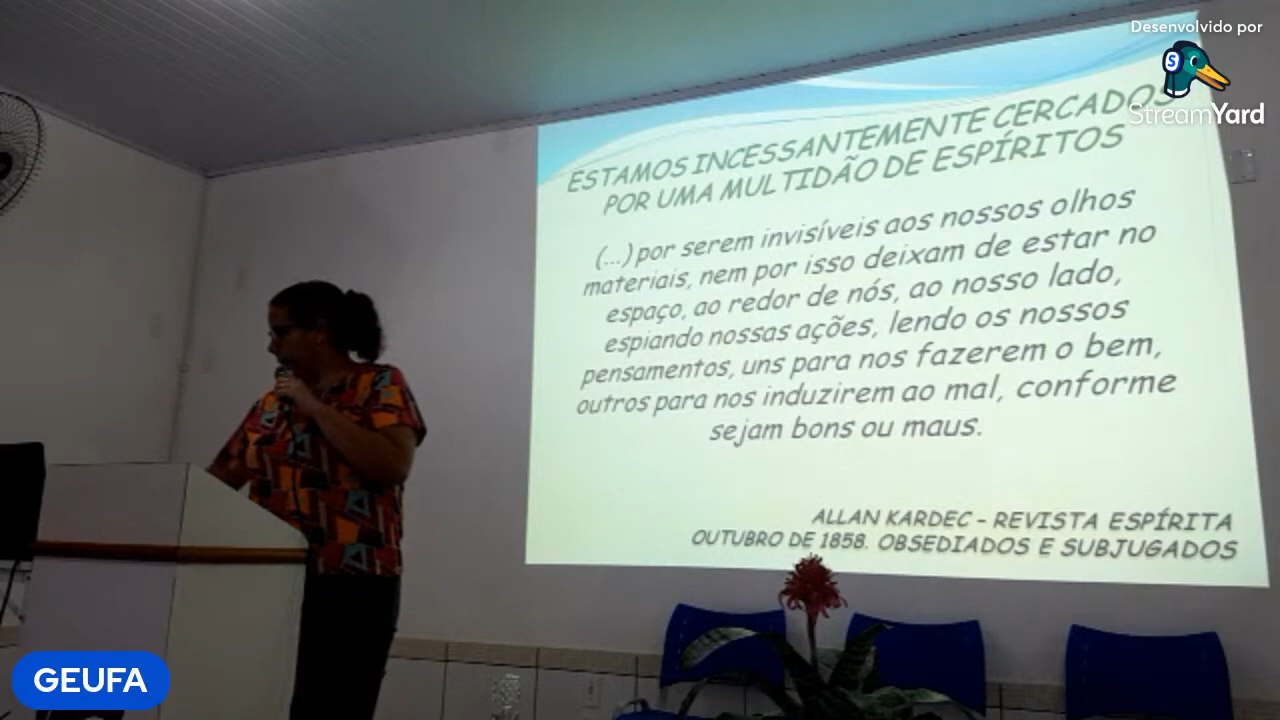 Desenvolvido por
StreamYard
ESTAMOS INCESSANTEMENTE CERCADOS
POR UMA MULTIDÃO DE ESPÍRITOS
(...) por serem invisíveis aos nossos olhos
materiais, nem por isso deixam de estar no
espaço, ao redor de nós, ao nosso lado,
espiando nossas ações, lendo os nossos
pensamentos, uns para nos fazerem o bem,
outros para nos induzirem ao mal, conforme
sejam bons ou maus.
ALLAN KARDEC - REVISTA ESPÍRITA
OUTUBRO DE 1858. OBSEDIADOS E SUBJUGADOS
GEUFA